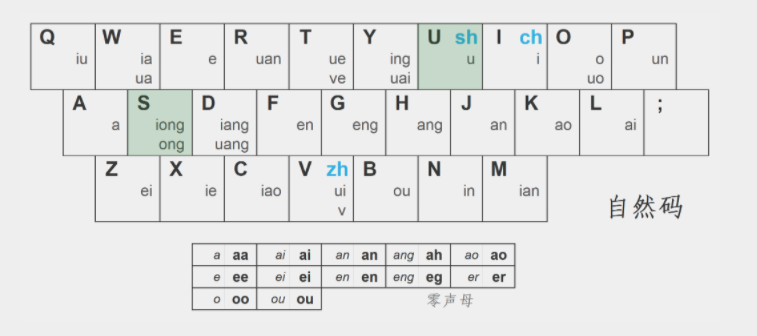 Q W E R T Y U sh I ch O P
iu ia e uan ue ing u i o un
ua ve uai uo
A S D F G H J K L ;
a iong iang en eng ang an ao ai
ong uang
Z X C V zh B N M
ei ie iao ui ou in ian
v
自然码
a aa ai ai an an ang ah ao ao
e ee ei ei en en eng eg er er
o oo ou ou 零声母